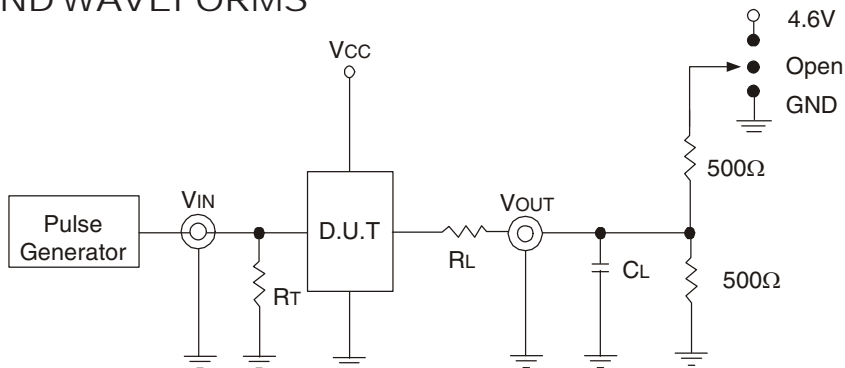 ND WAVEFORMS
4.6V
VCC
Open
GND
500Ω
VIN
VOUT
Pulse
Generator
D.U.T
RL
CL
RT
500Ω